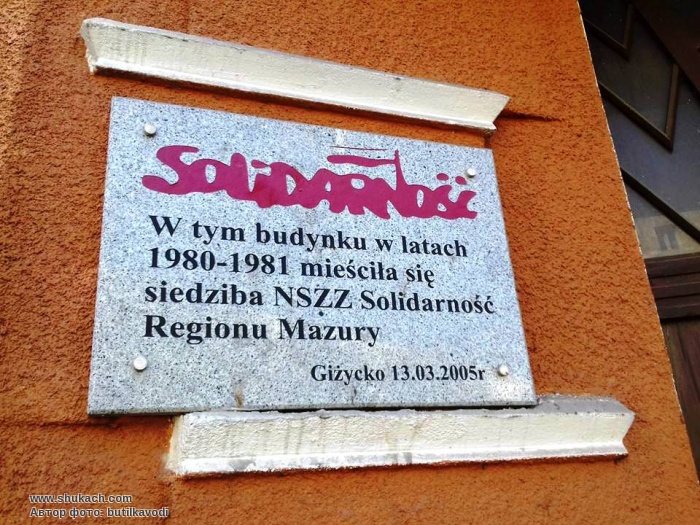 SOLiDARNOŚĆ
W tym budynku w latach
1980-1981 mieściła się
siedziba NSZZ Solidarność
Regionu Mazury
Giżycko 13.03.2005r
www.shukach.com
Автор фото: butilkavodi